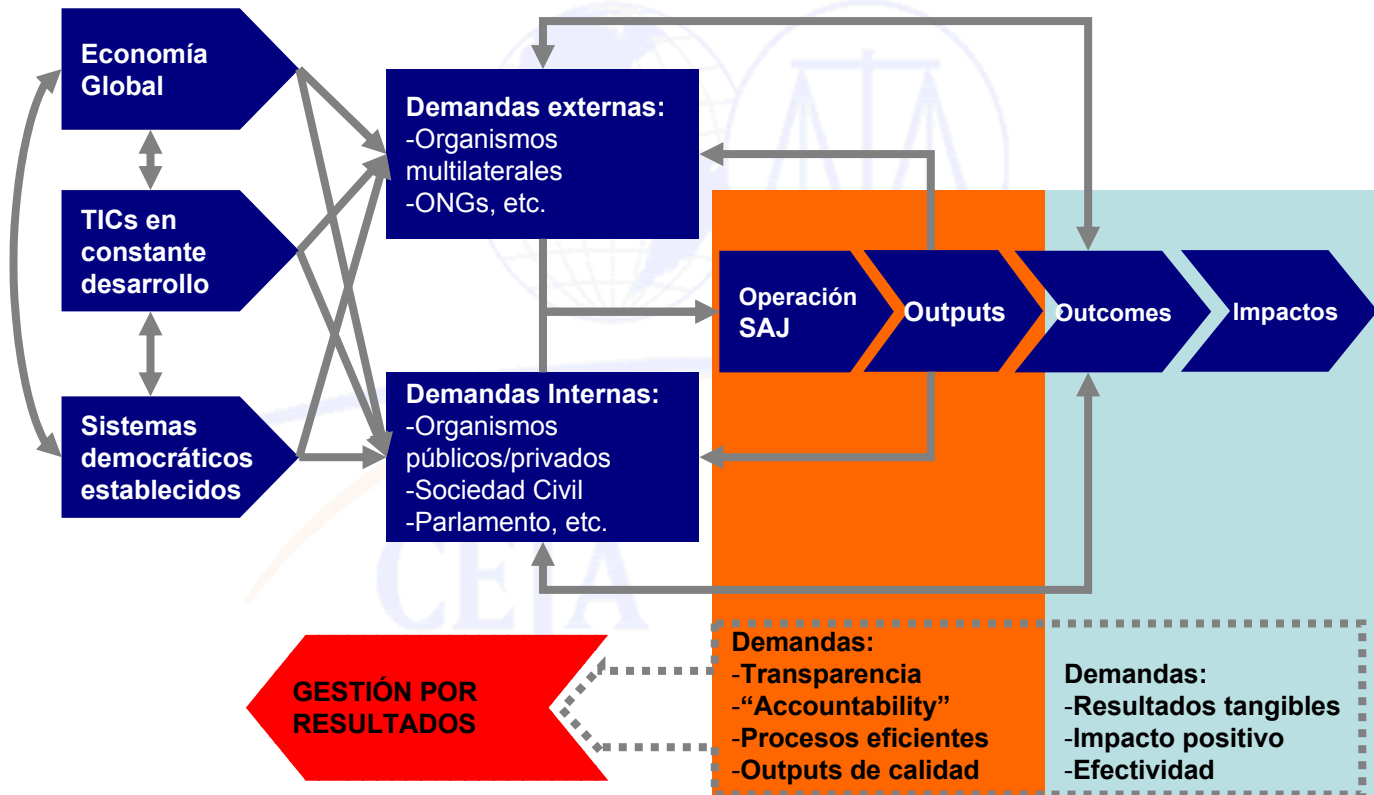 Economía
Global
TICs en
constante
desarrollo
Sistemas
democráticos
establecidos
Demandas externas:
-Organismos
multilaterales
-ONGs, etc.
Demandas Internas:
-Organismos
públicos/privados
-Sociedad Civil
-Parlamento, etc.
Operación
SAJ
Outputs
Outcomes
Impactos
GESTIÓN POR
RESULTADOS
Demandas:
-Transparencia
-“Accountability”
-Procesos eficientes
-Outputs de calidad
Demandas:
-Resultados tangibles
-Impacto positivo
-Efectividad
CEJA